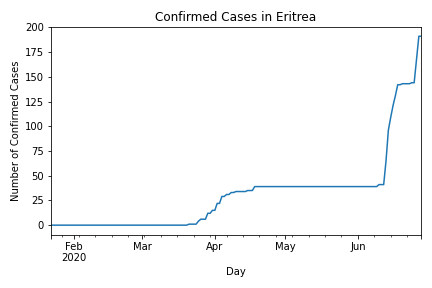 Confirmed Cases in Eritrea
Number of Confirmed Cases
200
175
150
125
100
75
50
25
0
Feb
2020
Mar
Apr
May
Jun
Day